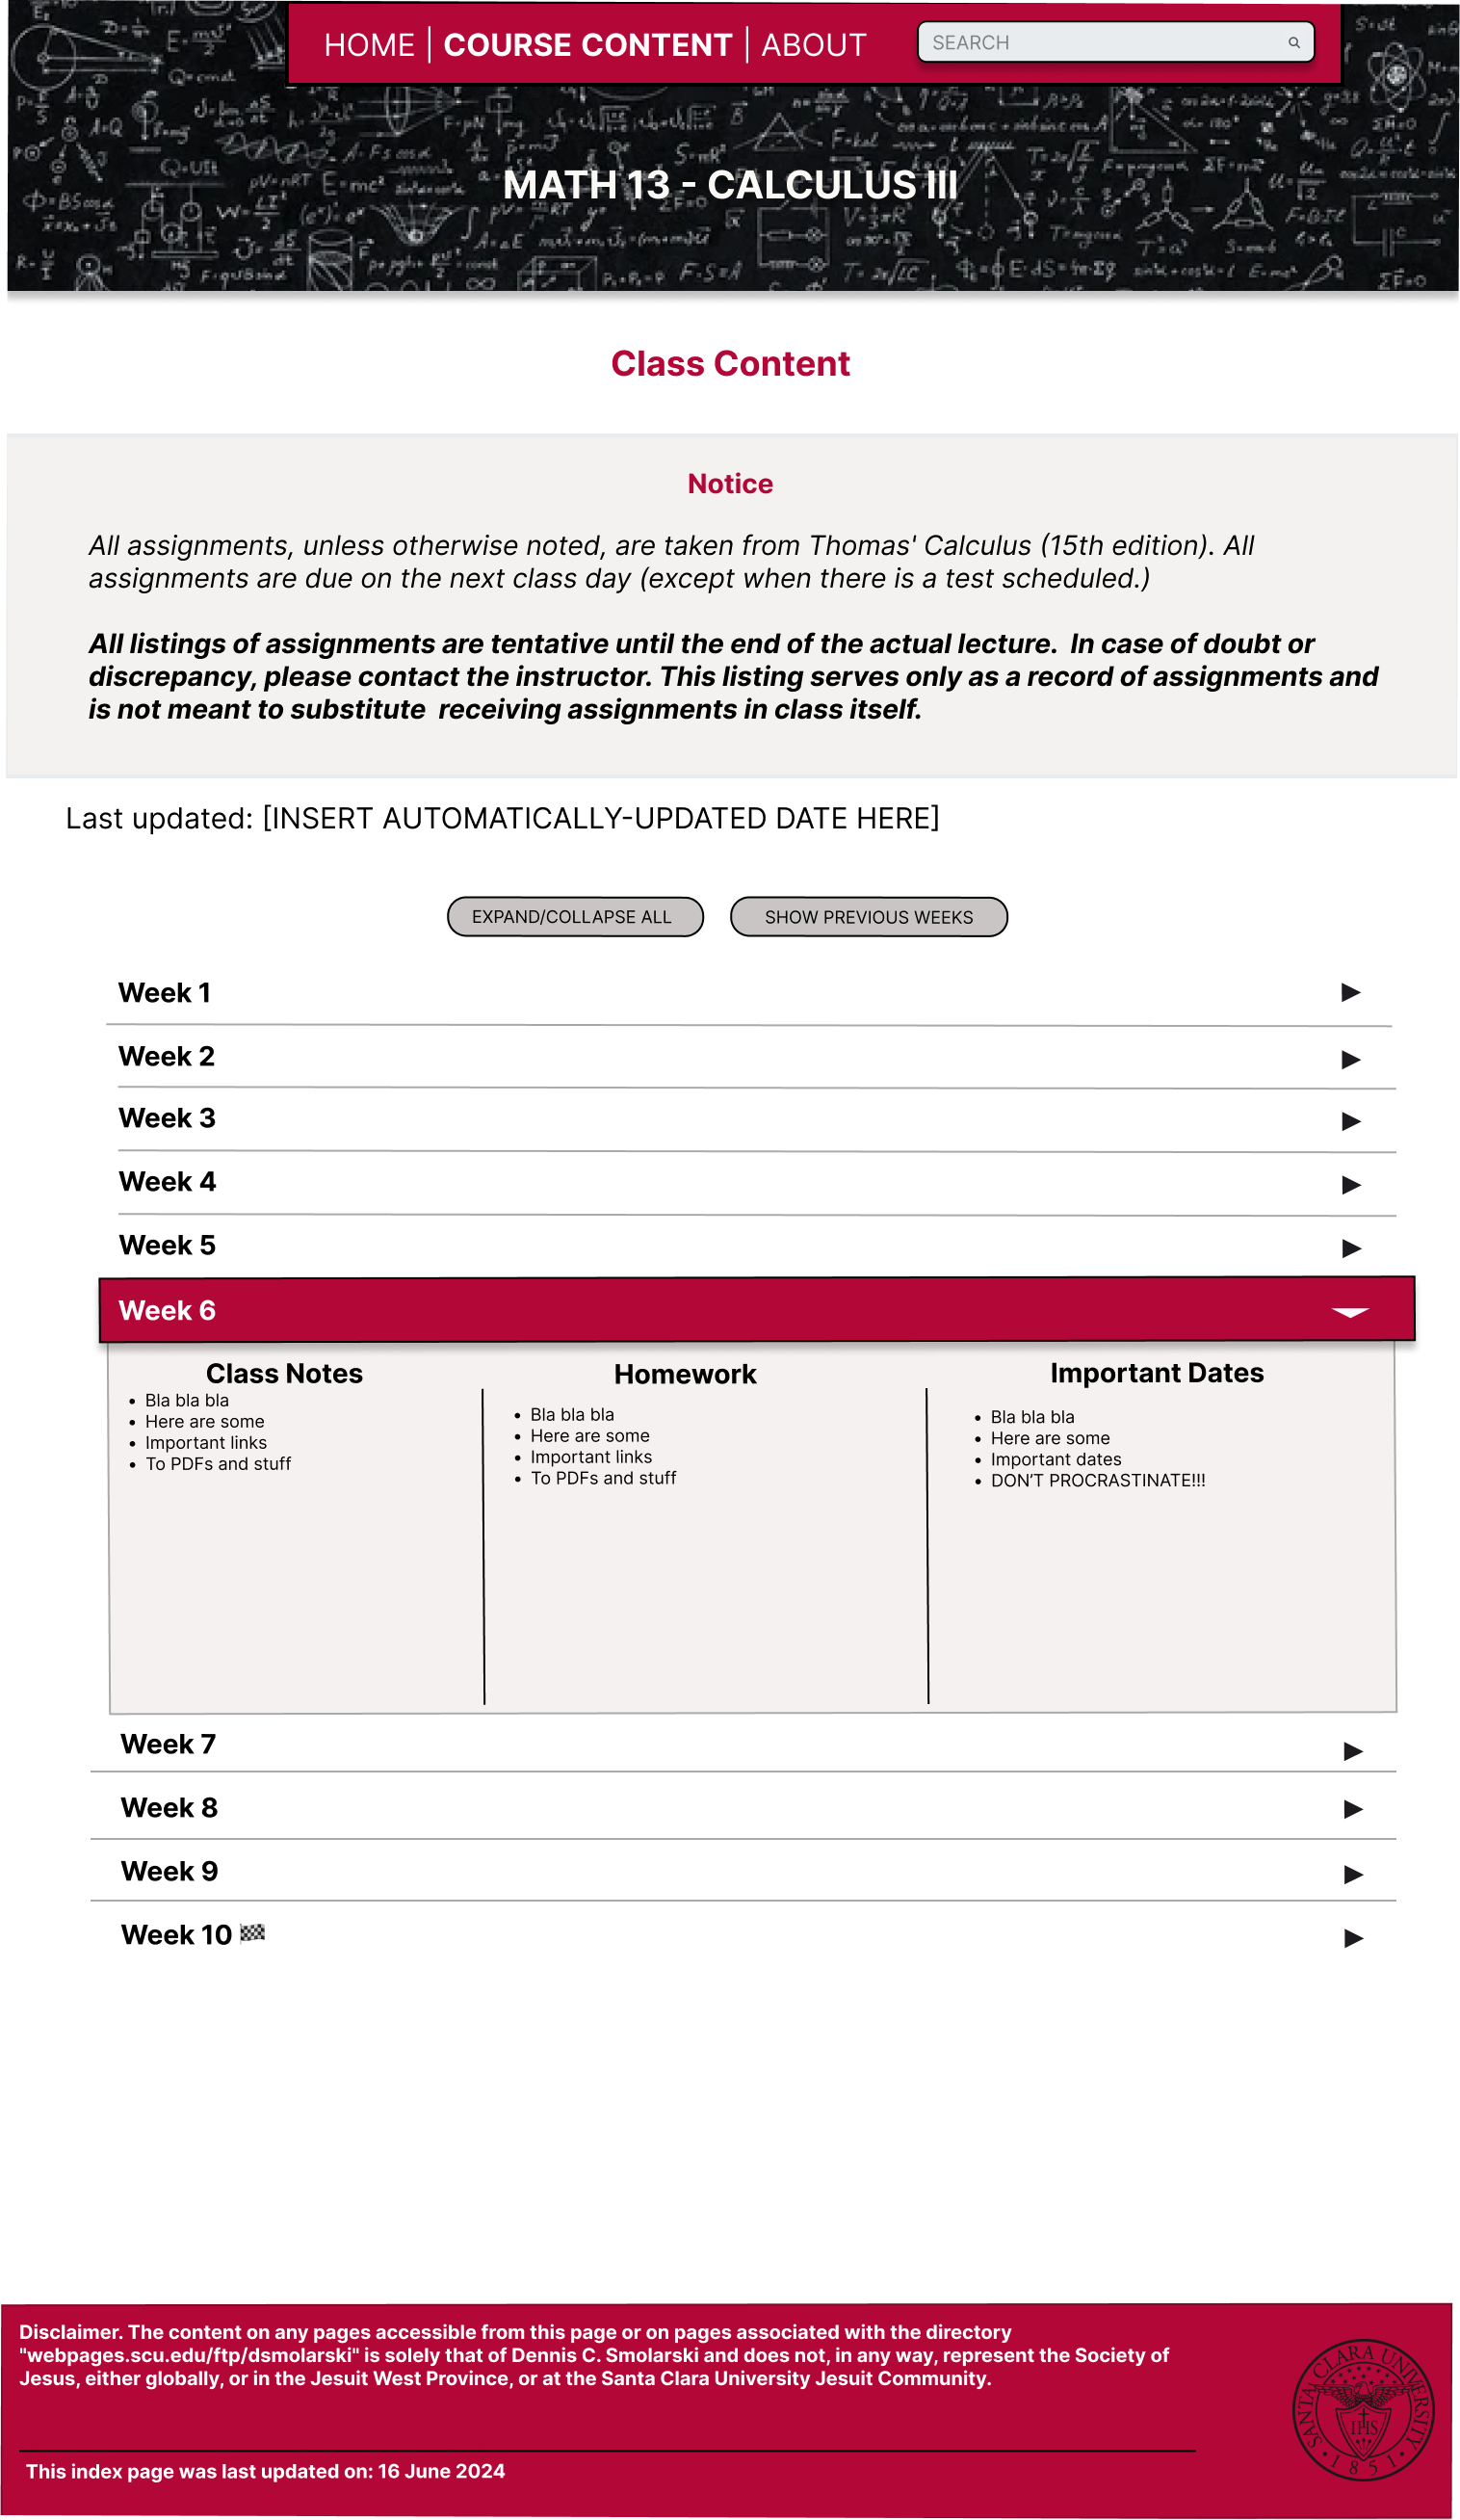 HOME | COURSE CONTENT | ABOUT
SEARCH
MATH 13 - CALCULUS III
Class Content
Notice
All assignments, unless otherwise noted, are taken from Thomas' Calculus (15th edition). All
assignments are due on the next class day (except when there is a test scheduled.)
All listings of assignments are tentative until the end of the actual lecture.  In case of doubt or
discrepancy, please contact the instructor. This listing serves only as a record of assignments and
is not meant to substitute  receiving assignments in class itself.
Last updated: [INSERT AUTOMATICALLY-UPDATED DATE HERE]
EXPAND/COLLAPSE ALL
SHOW PREVIOUS WEEKS
Week 1
Week 2
Week 3
Week 4
Week 5
Week 6
Class Notes
• Bla bla bla
• Here are some
• Important links
• To PDFs and stuff
Homework
• Bla bla bla
• Here are some
• Important links
• To PDFs and stuff
Important Dates
• Bla bla bla
• Here are some
• Important dates
• DON'T PROCRASTINATE!!!
Week 7
Week 8
Week 9
Week 10 🏁
Disclaimer. The content on any pages accessible from this page or on pages associated with the directory
"webpages.scu.edu/ftp/dsmolarski" is solely that of Dennis C. Smolarski and does not, in any way, represent the Society of
Jesus, either globally, or in the Jesuit West Province, or at the Santa Clara University Jesuit Community.
SANTA CLARA UNIVERSITY
IHS
• 1 8 5 1 •
This index page was last updated on: 16 June 2024